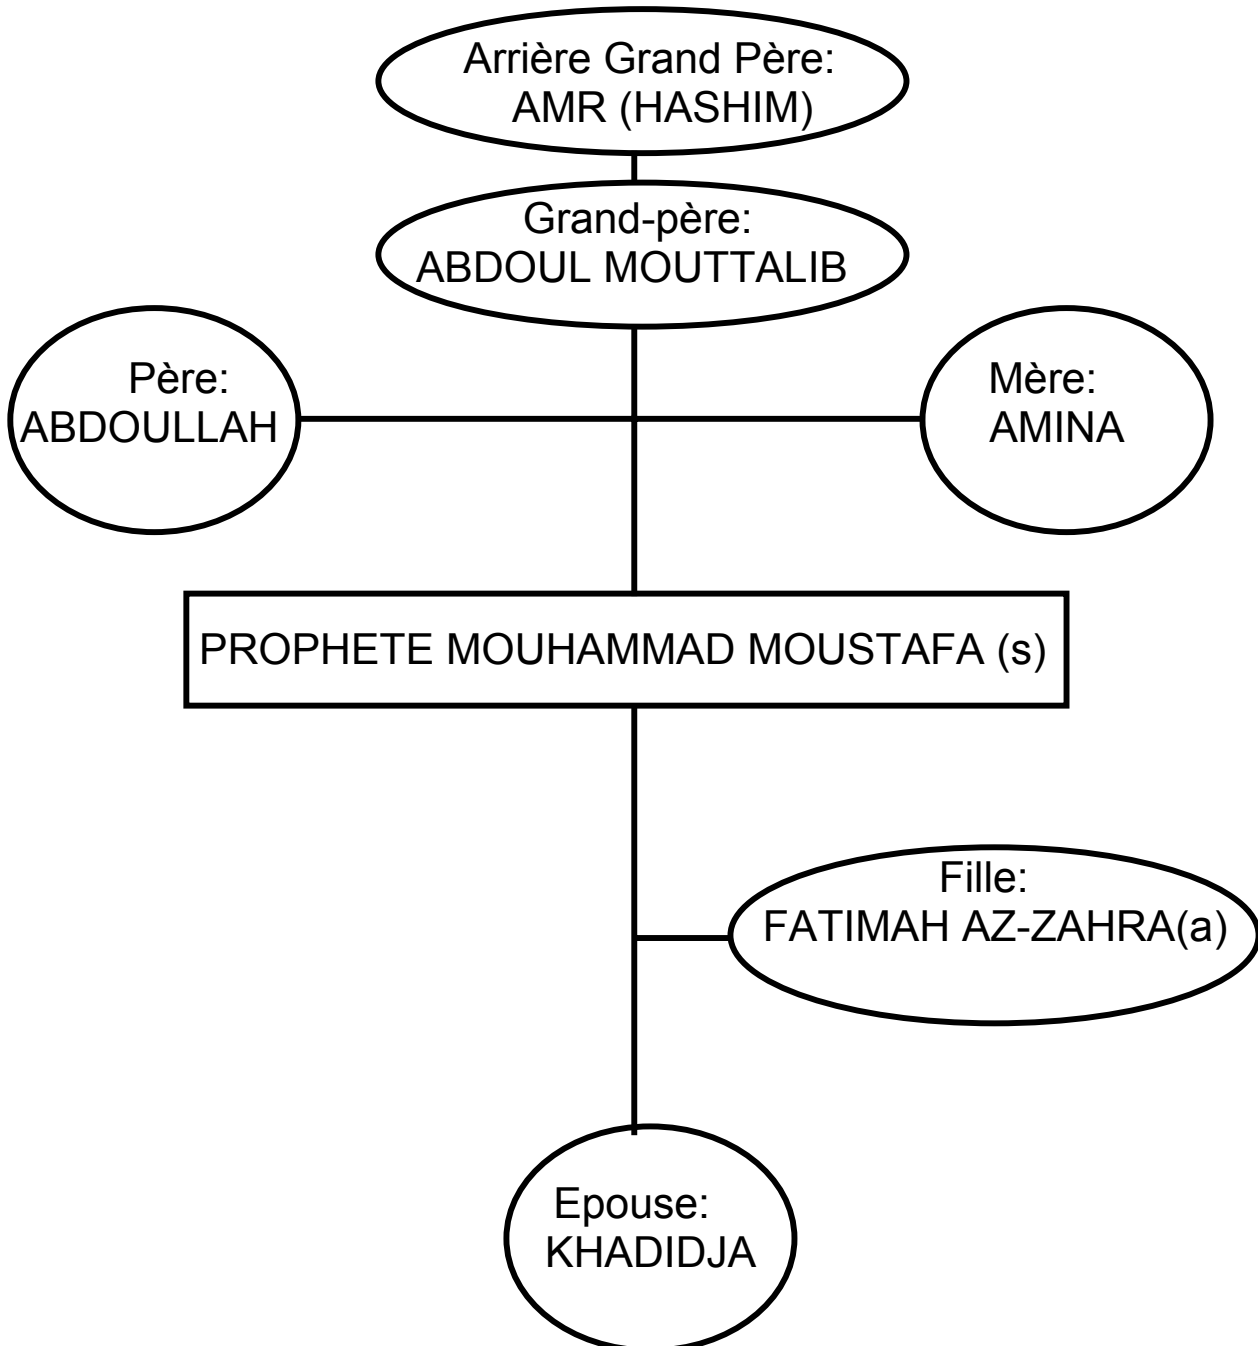 Arrière Grand Père:
AMR (HASHIM)
Grand-père:
ABDOUL MOUTTALIB
Père:
ABDOULLAH
Mère:
AMINA
PROPHETE MOUHAMMAD MOUSTAFA (s)
Fille:
FATIMAH AZ-ZAHRA(a)
Epouse:
KHADIDJA